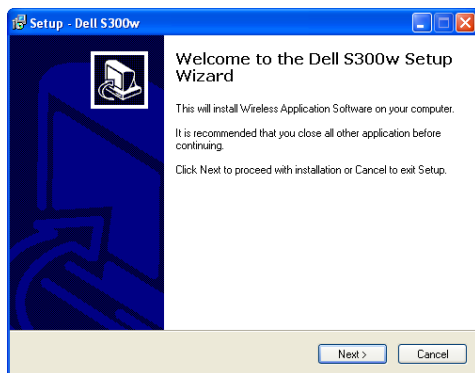 Setup - Dell S300w
Welcome to the Dell S300w Setup
Wizard
This will install Wireless Application Software on your computer.
It is recommended that you close all other application before
continuing.
Click Next to proceed with installation or Cancel to exit Setup.
Next >
Cancel